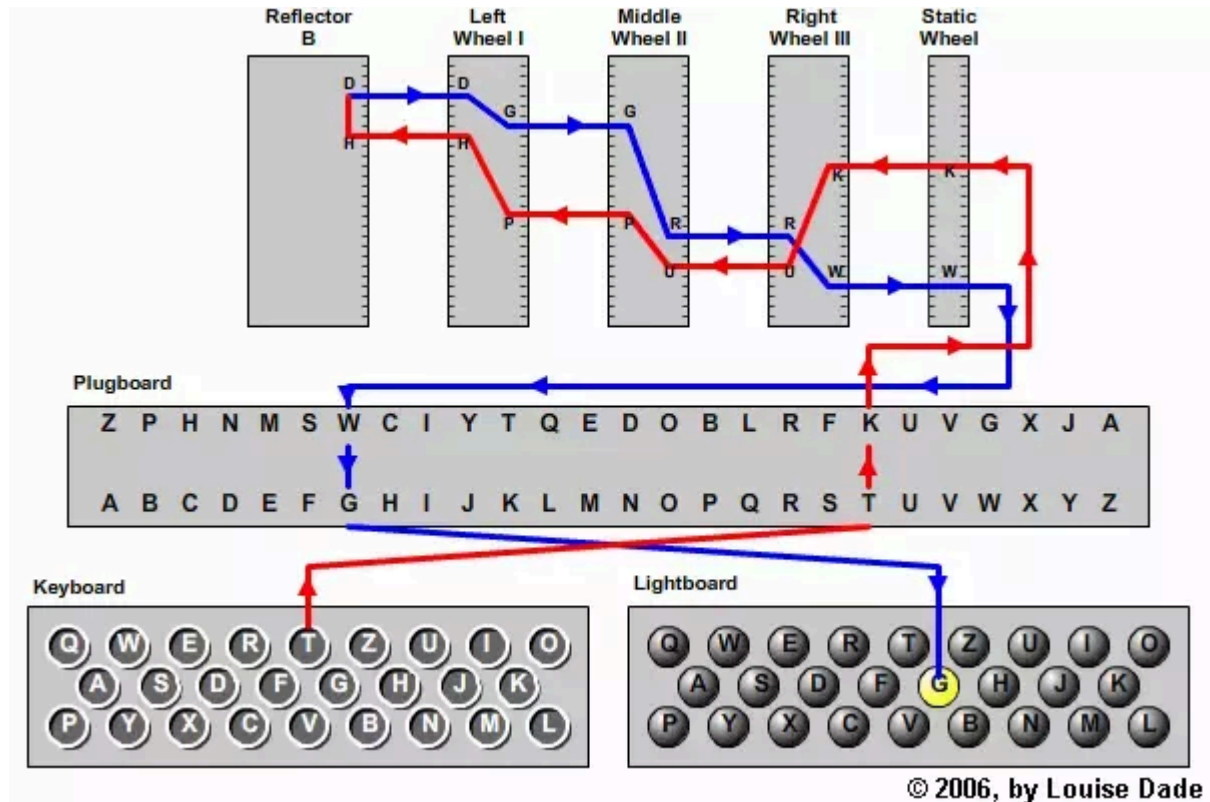 Reflector B
Left Wheel I
Middle Wheel II
Right Wheel III
Static Wheel
D D
G G
H H
K K
P P
R R
U U
W W
Plugboard
Z P H N M S W C I Y T Q E D O B L R F K U V G X J A
A B C D E F G H I J K L M N O P Q R S T U V W X Y Z
Keyboard
Q W E R T Z U I O
A S D F G H J K
P Y X C V B N M L
Lightboard
Q W E R T Z U I O
A S D F G H J K
P Y X C V B N M L
© 2006, by Louise Dade